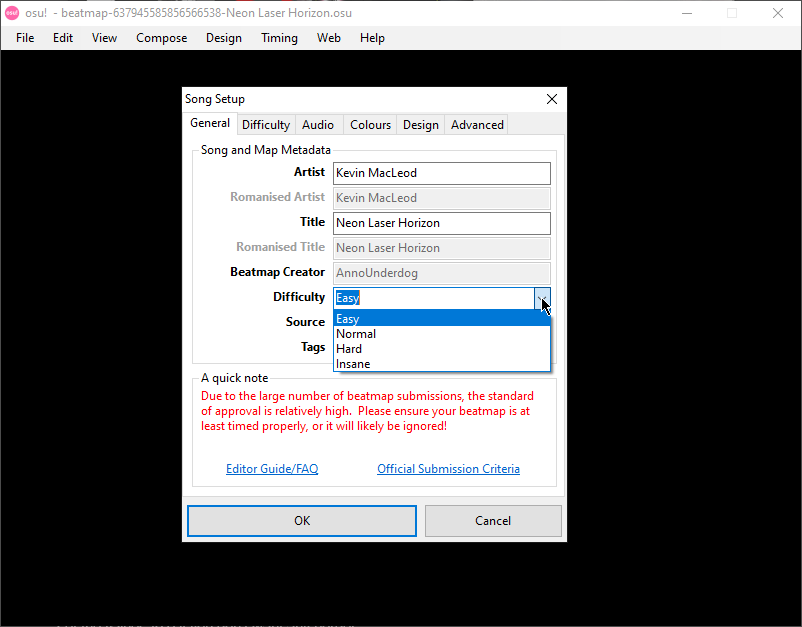 osu! - beatmap-637945585856566538-Neon Laser Horizon.osu
File Edit View Compose Design Timing Web Help
Song Setup
General Difficulty Audio Colours Design Advanced
Song and Map Metadata
Artist Kevin MacLeod
Romanised Artist Kevin MacLeod
Title Neon Laser Horizon
Romanised Title Neon Laser Horizon
Beatmap Creator AnnoUnderdog
Difficulty Easy
Easy
Source
Normal
Tags Hard
Insane
A quick note
Due to the large number of beatmap submissions, the standard
of approval is relatively high. Please ensure your beatmap is at
least timed properly, or it will likely be ignored!
Editor Guide/FAQ Official Submission Criteria
OK Cancel